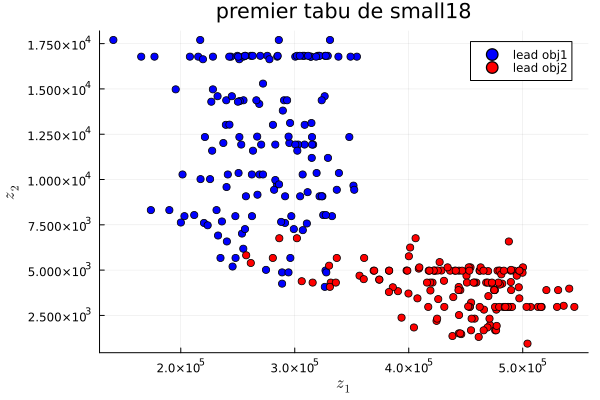 premier tabu de small18
lead obj1
lead obj2
1.750×10⁴
1.500×10⁴
1.250×10⁴
1.000×10⁴
7.500×10³
5.000×10³
2.500×10³
z₂
2.0×10⁵ 3.0×10⁵ 4.0×10⁵ 5.0×10⁵
z₁